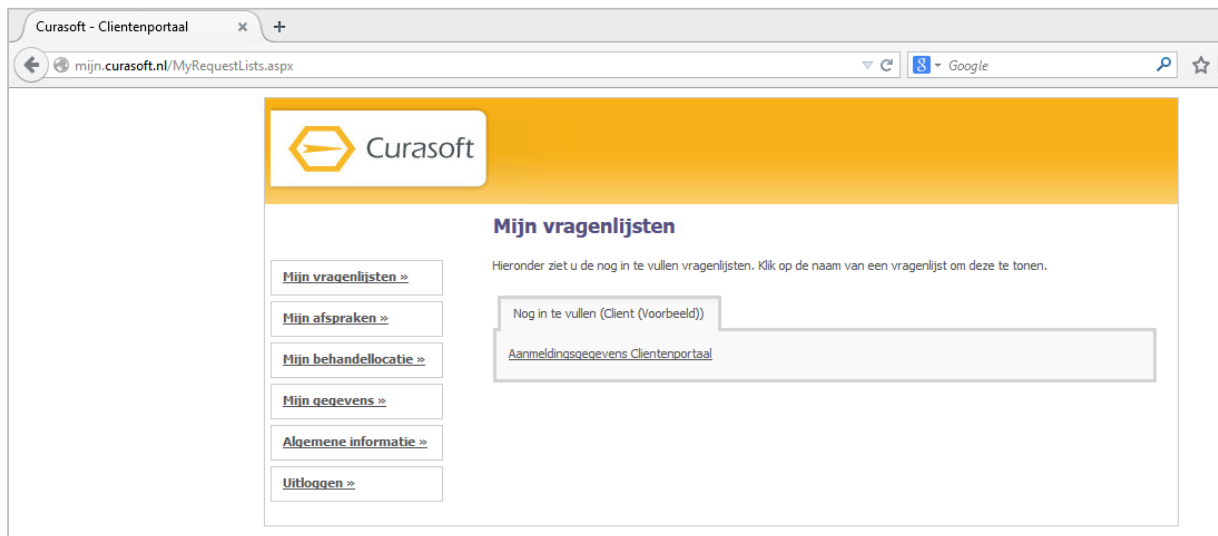 Curasoft - Clientenportaal
mijn.curasoft.nl/MyRequestLists.aspx
Google
Curasoft
Mijn vragenlijsten
Hieronder ziet u de nog in te vullen vragenlijsten. Klik op de naam van een vragenlijst om deze te tonen.
Mijn vragenlijsten »
Mijn afspraken »
Mijn behandellocatie »
Mijn gegevens »
Algemene informatie »
Uitloggen »
Nog in te vullen (Client (Voorbeeld))
Aanmeldingsgegevens Clientenportaal